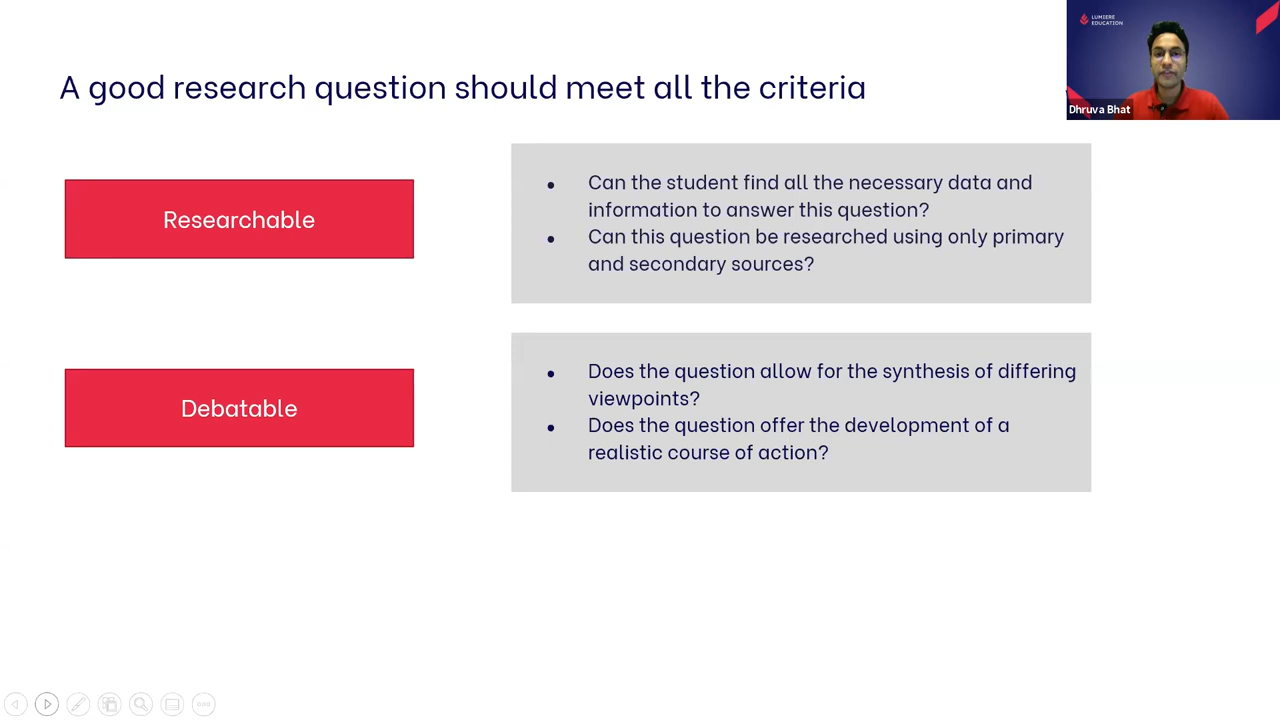 LUMIERE
EDUCATION
Dhruva Bhat
A good research question should meet all the criteria
Researchable
• Can the student find all the necessary data and
information to answer this question?
• Can this question be researched using only primary
and secondary sources?
Debatable
• Does the question allow for the synthesis of differing
viewpoints?
• Does the question offer the development of a
realistic course of action?